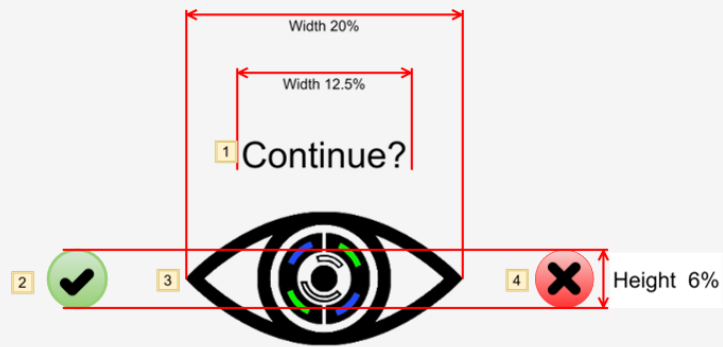 Width 20%
Width 12.5%
1 Continue?
2
3
4
Height 6%